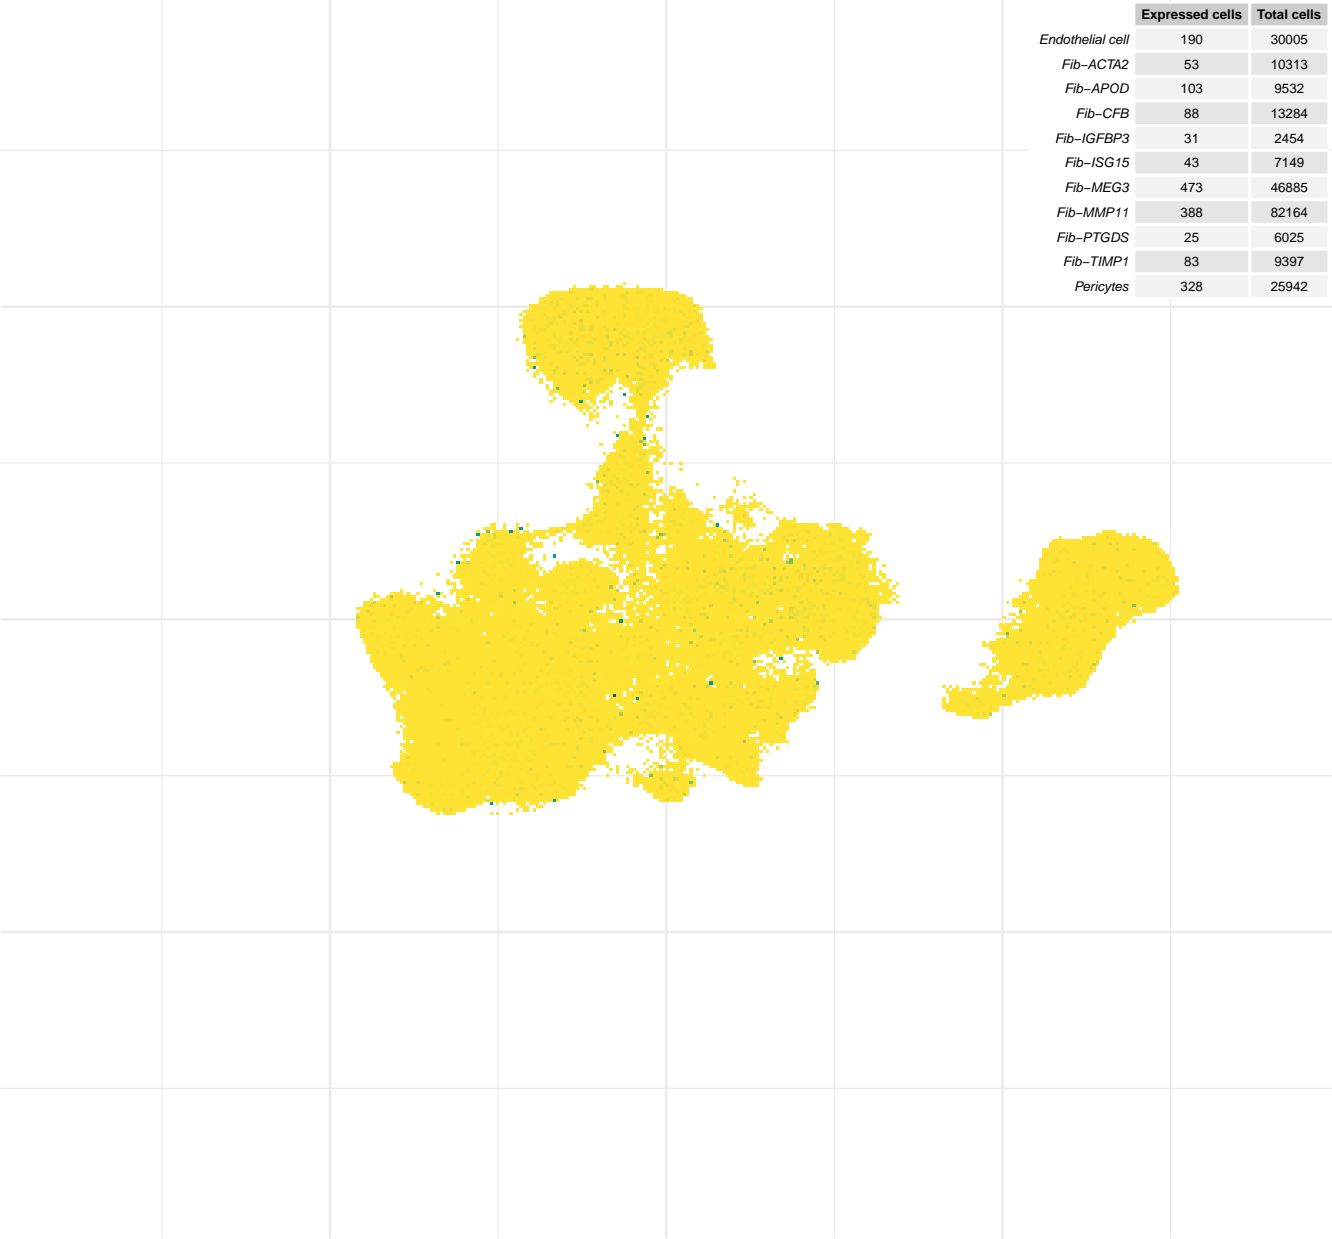 Expressed cells Total cells
Endothelial cell 190 30005
Fib−ACTA2 53 10313
Fib−APOD 103 9532
Fib−CFB 88 13284
Fib−IGFBP3 31 2454
Fib−ISG15 43 7149
Fib−MEG3 473 46885
Fib−MMP11 388 82164
Fib−PTGDS 25 6025
Fib−TIMP1 83 9397
Pericytes 328 25942